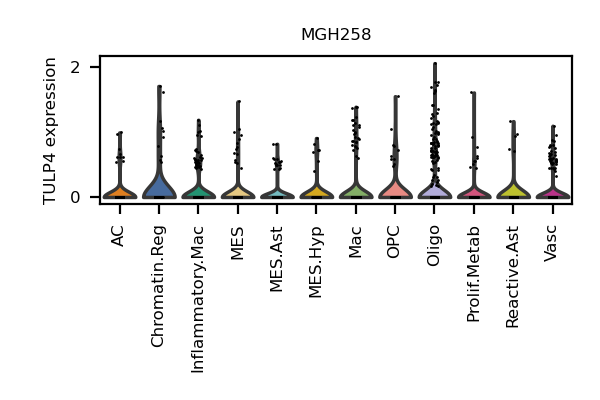 MGH258
TULP4 expression
2
0
AC
Chromatin.Reg
Inflammatory.Mac
MES
MES.Ast
MES.Hyp
Mac
OPC
Oligo
Prolif.Metab
Reactive.Ast
Vasc